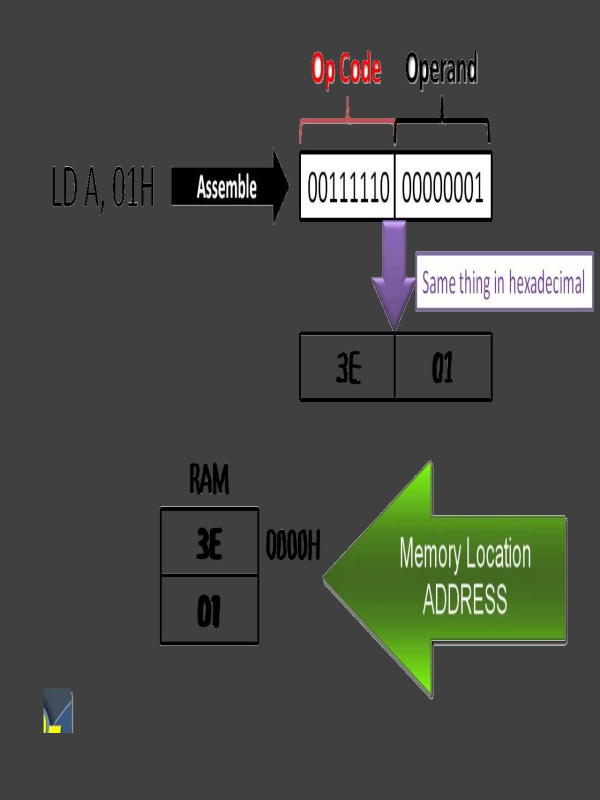 Op Code Operand
LD A, 01H
Assemble
00111110 00000001
Same thing in hexadecimal
3E 01
RAM
3E
0000H
01
Memory Location
ADDRESS